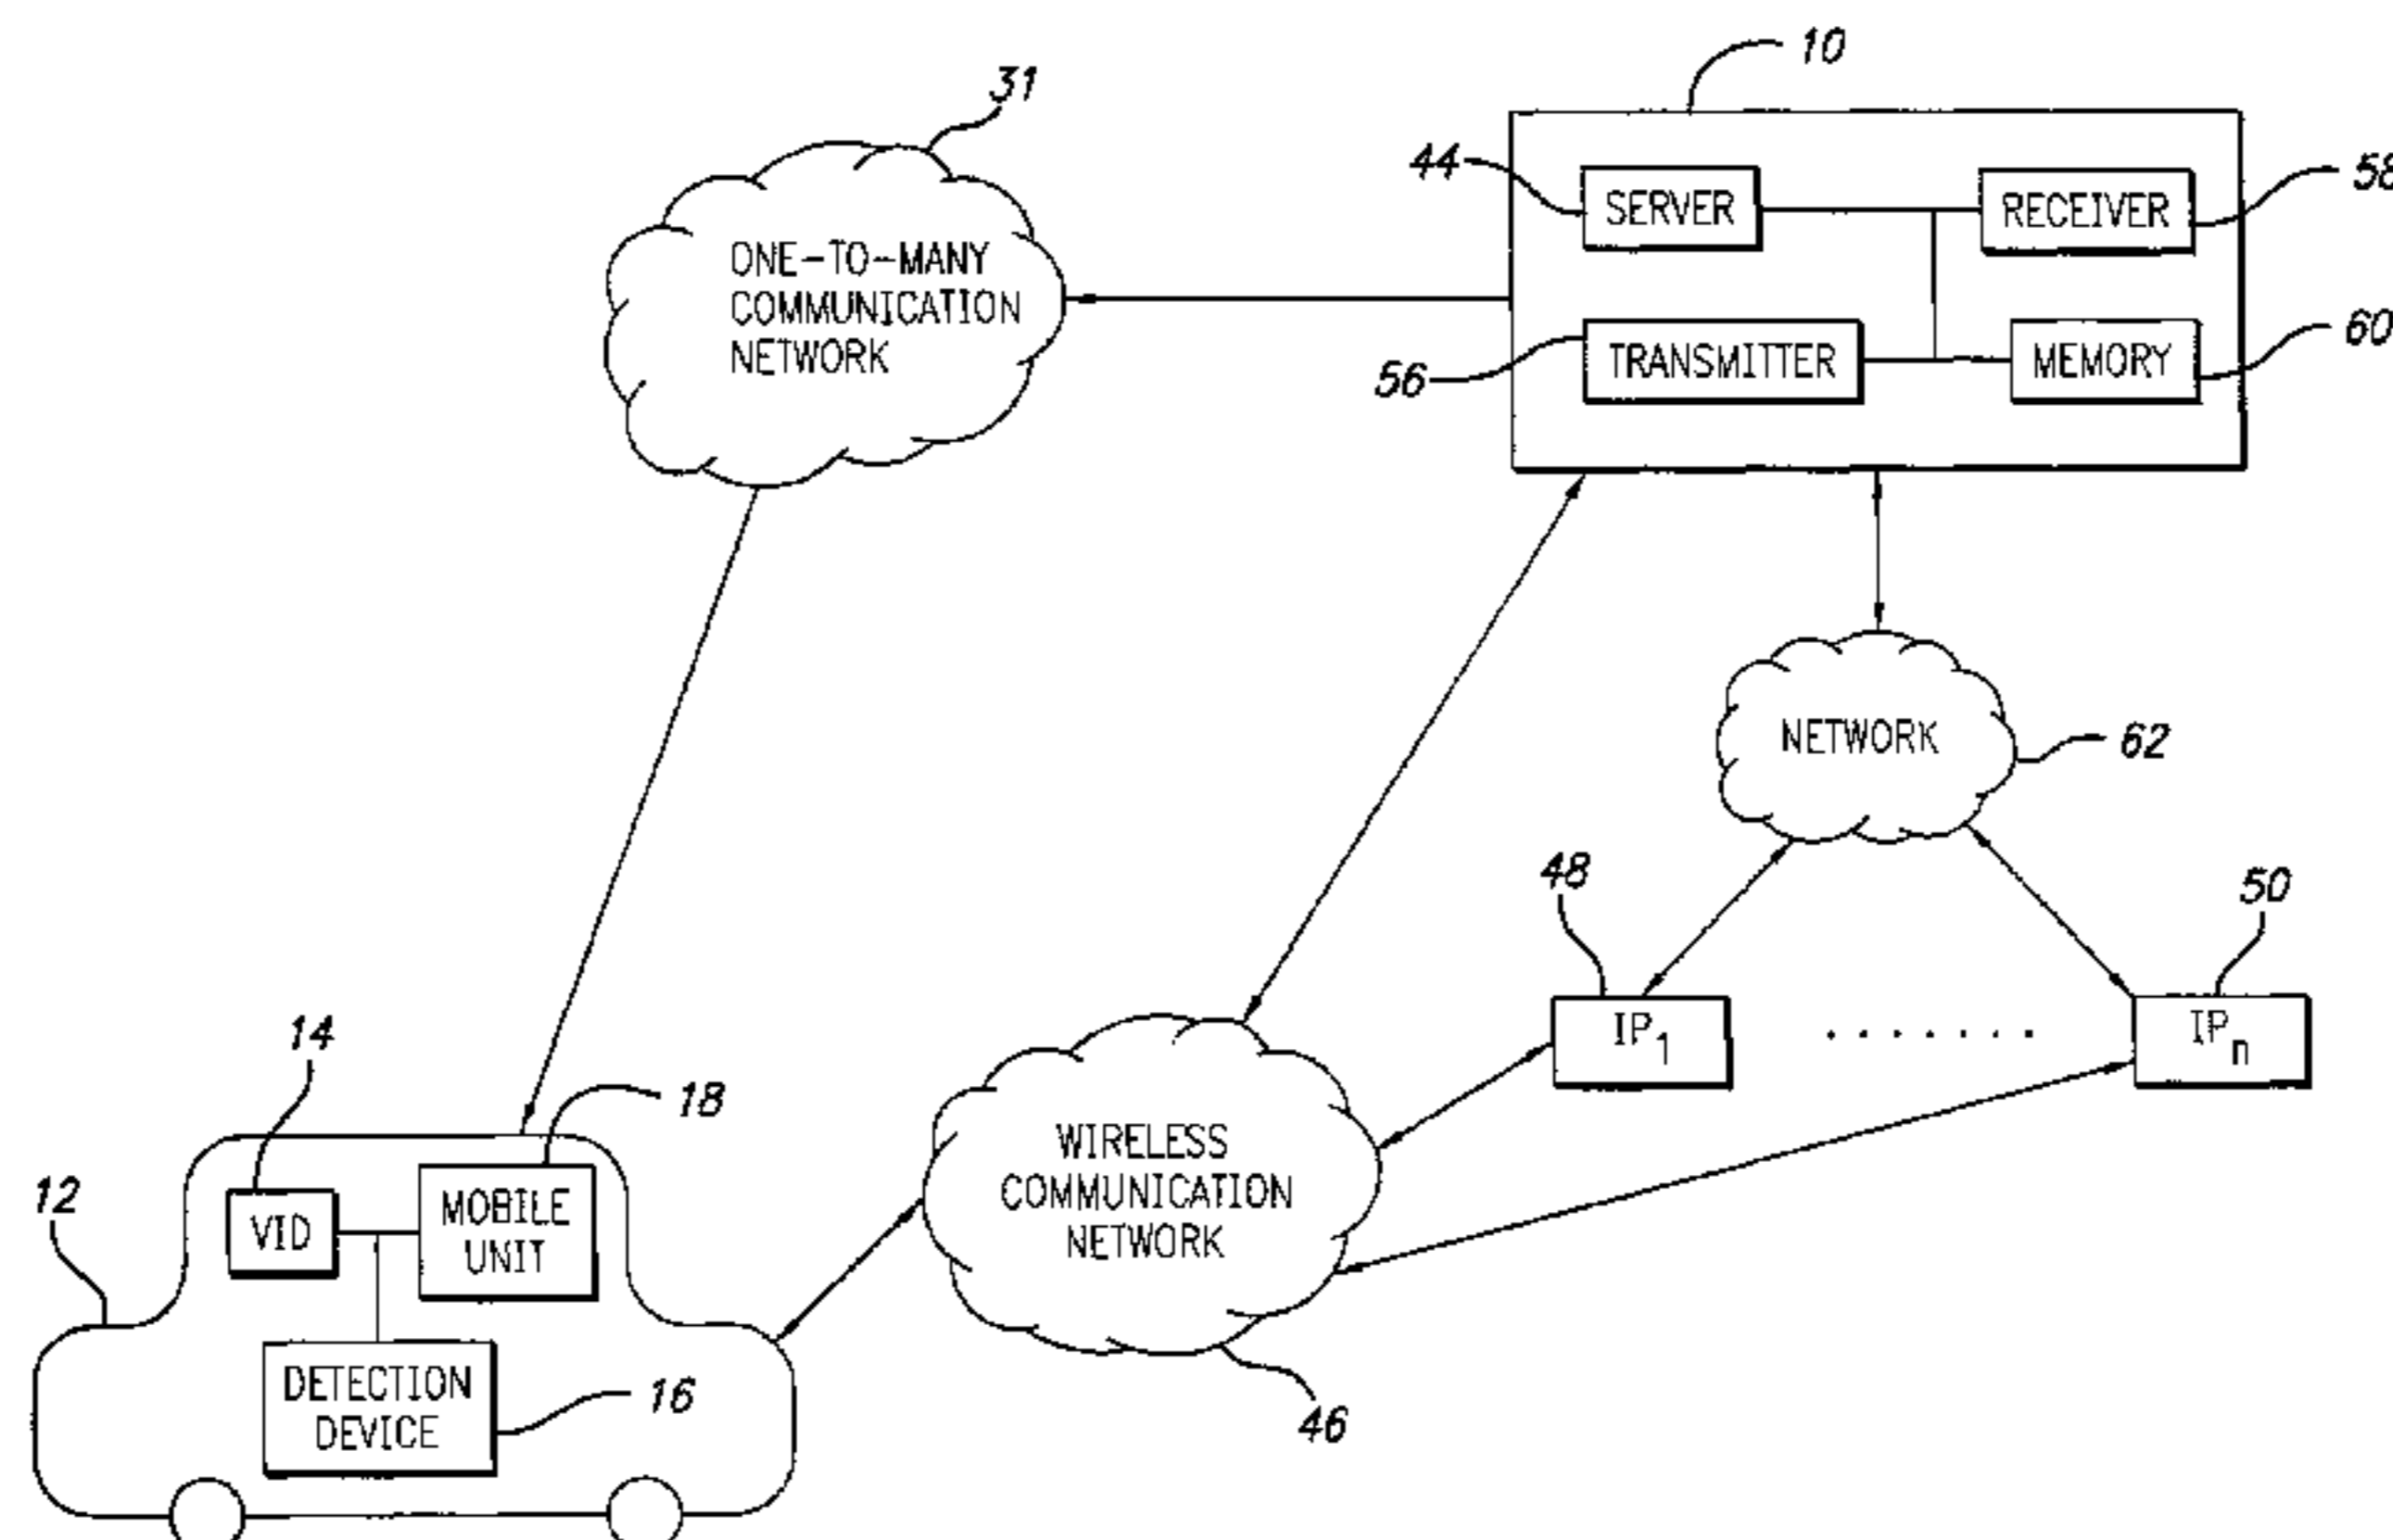 10
31
44
SERVER
RECEIVER
58
ONE-TO-MANY
COMMUNICATION
NETWORK
56
TRANSMITTER
MEMORY
60
NETWORK
62
48
50
IP1
.......
IPn
14
18
12
VID
MOBILE
UNIT
WIRELESS
COMMUNICATION
NETWORK
DETECTION
DEVICE
16
46